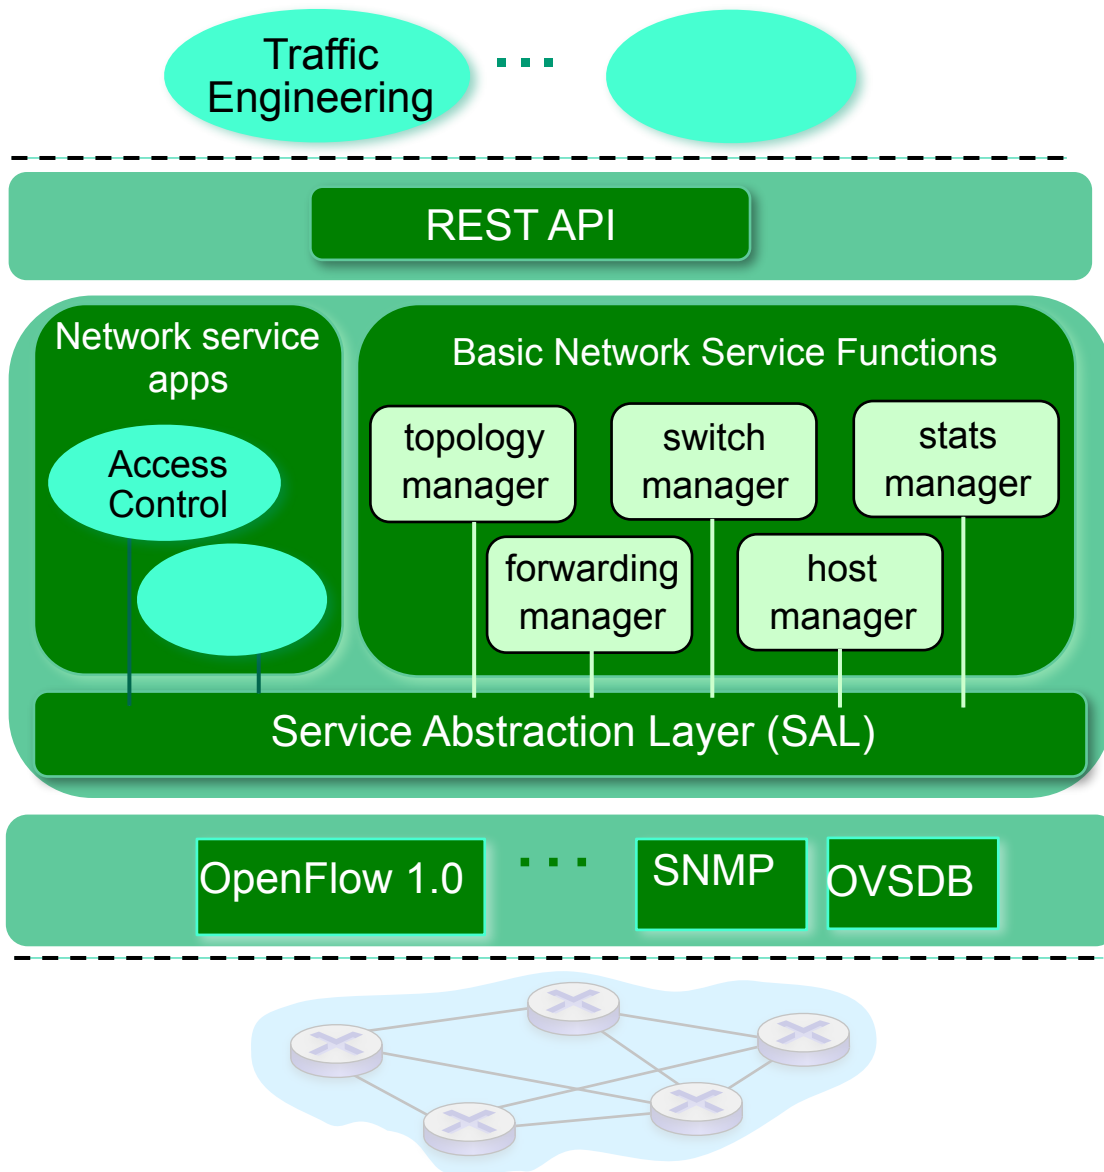 Traffic
Engineering
REST API
Network service
apps
Basic Network Service Functions
topology
manager
switch
manager
stats
manager
Access
Control
forwarding
manager
host
manager
Service Abstraction Layer (SAL)
OpenFlow 1.0
SNMP
OVSDB